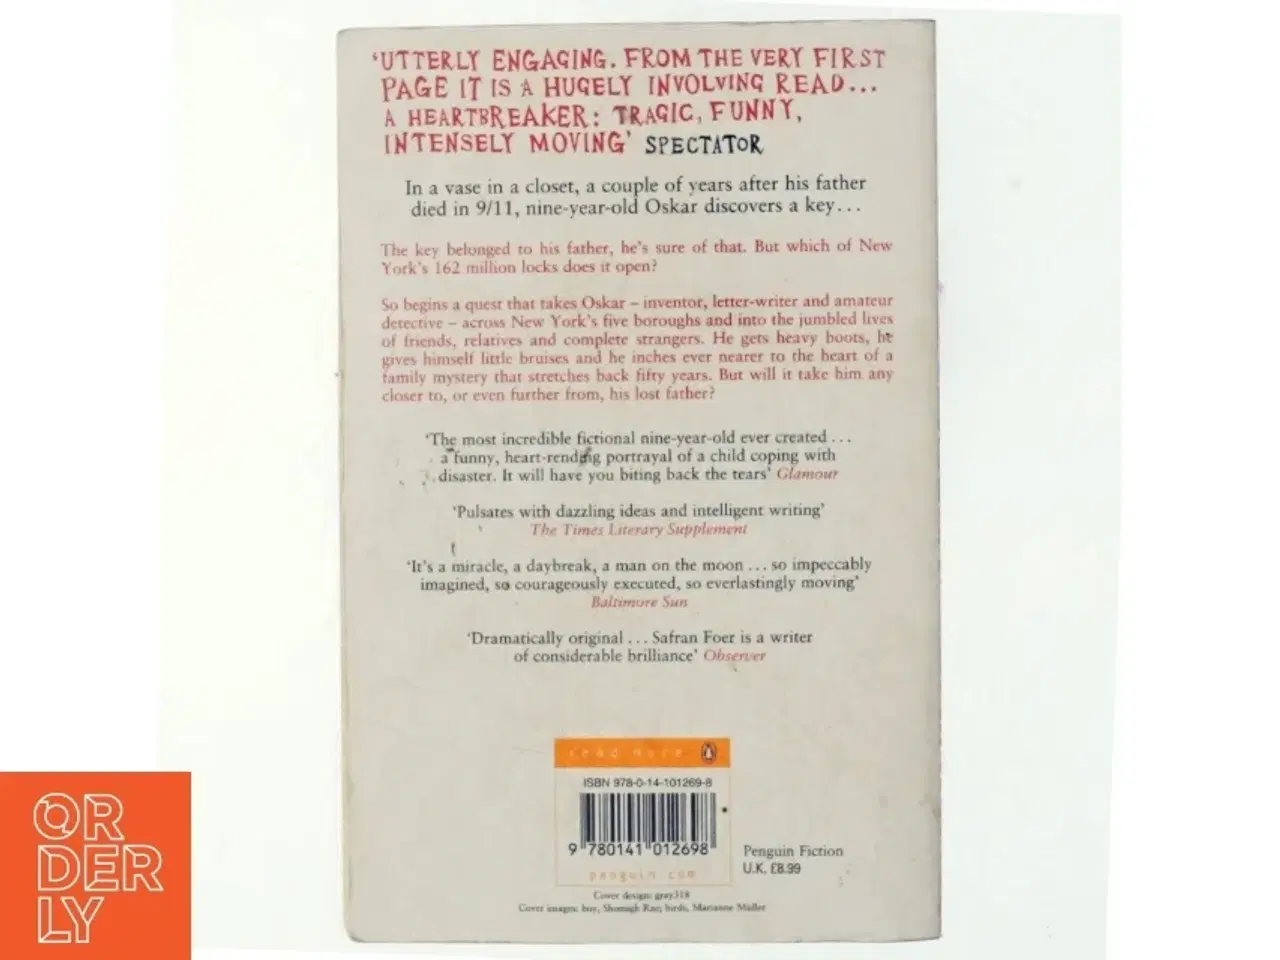 ‘UTTERLY ENGAGING. FROM THE VERY FIRST
PAGE IT IS A HUGELY INVOLVING READ...
A HEARTBREAKER: TRAGIC, FUNNY,
INTENSELY MOVING’ SPECTATOR
In a vase in a closet, a couple of years after his father
died in 9/11, nine-year-old Oskar discovers a key...
The key belonged to his father, he's sure of that. But which of New
York's 162 million locks does it open?
So begins a quest that takes Oskar – inventor, letter-writer and amateur
detective – across New York's five boroughs and into the jumbled lives
of friends, relatives and complete strangers. He gets heavy boots, he
gives himself little bruises and he inches ever nearer to the heart of a
family mystery that stretches back fifty years. But will it take him any
closer to, or even further from, his lost father?
‘The most incredible fictional nine-year-old ever created ...
a funny, heart-rending portrayal of a child coping with
disaster. It will have you biting back the tears’ Glamour
‘Pulsates with dazzling ideas and intelligent writing’
The Times Literary Supplement
‘It's a miracle, a daybreak, a man on the moon ... so impeccably
imagined, so courageously executed, so everlastingly moving’
Baltimore Sun
‘Dramatically original ... Safran Foer is a writer
of considerable brilliance’ Observer
read more
ISBN 978-0-14-101269-8
9 780141 012698
penguin.com
Penguin Fiction
U.K. £8.99
Cover design: gray318
Cover images: boy, Shonagh Rae; birds, Marianne Müller
OR
DER
LY